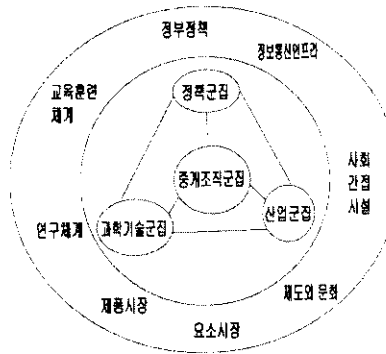 정부정책
정보통신인프라
교육훈련
체계
정책군집
사회
간접
시설
중개조직군집
산업군집
연구체계
과학기술군집
제도와 문화
제품시장
요소시장